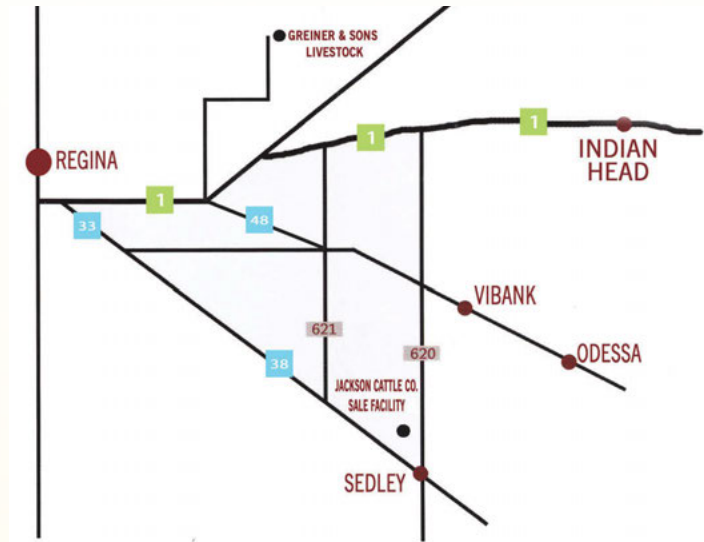 GREINER & SONS
LIVESTOCK
1
1
INDIAN
HEAD
REGINA
1
33
48
VIBANK
621
620
ODESSA
38
JACKSON CATTLE CO.
SALE FACILITY
SEDLEY